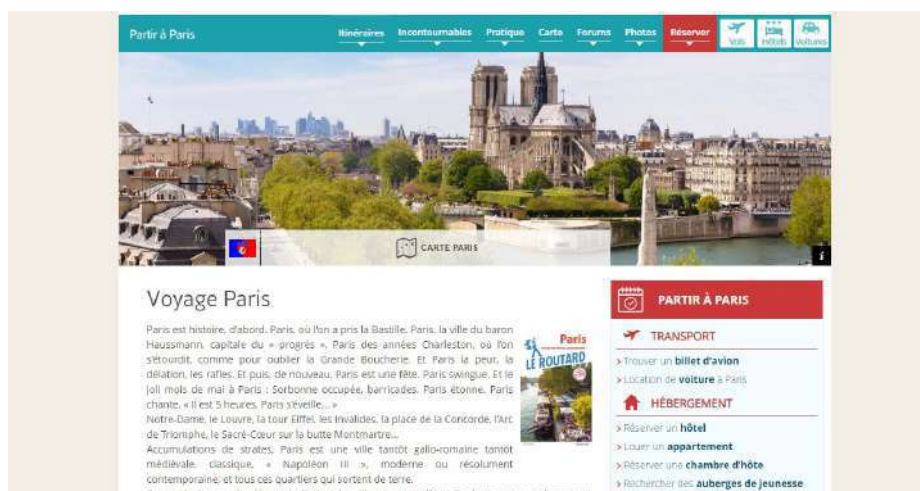 Partir à Paris
Itinéraires Incontournables Pratique Carte Forums Photos Réserver Vols Hôtels Voitures
CARTE PARIS
i
Voyage Paris
Paris est histoire, d'abord. Paris, où l'on a pris la Bastille. Paris, la ville du baron
Haussmann, capitale du « progrès ». Paris des années Charleston, où l'on
s'étourdit, comme pour oublier la Grande Boucherie. Et Paris la peur, la
délation, les rafles. Et puis, de nouveau, Paris est une fête. Paris swingue. Et le
joli mois de mai à Paris : Sorbonne occupée, barricades. Paris étonne. Paris
chante. « Il est 5 heures, Paris s'éveille... »
Notre-Dame, le Louvre, la tour Eiffel, les Invalides, la place de la Concorde, l'Arc
de Triomphe, le Sacré-Cœur sur la butte Montmartre...
Accumulations de strates, Paris est une ville tantôt gallo-romaine tantôt
médiévale, classique, « Napoléon III », moderne ou résolument
contemporaine, et tous ces quartiers qui sortent de terre.
Paris
LE ROUTARD
PARTIR À PARIS
TRANSPORT
> Trouver un billet d'avion
> Location de voiture à Paris
HÉBERGEMENT
> Réserver un hôtel
> Louer un appartement
> Réserver une chambre d'hôte
> Rechercher des auberges de jeunesse